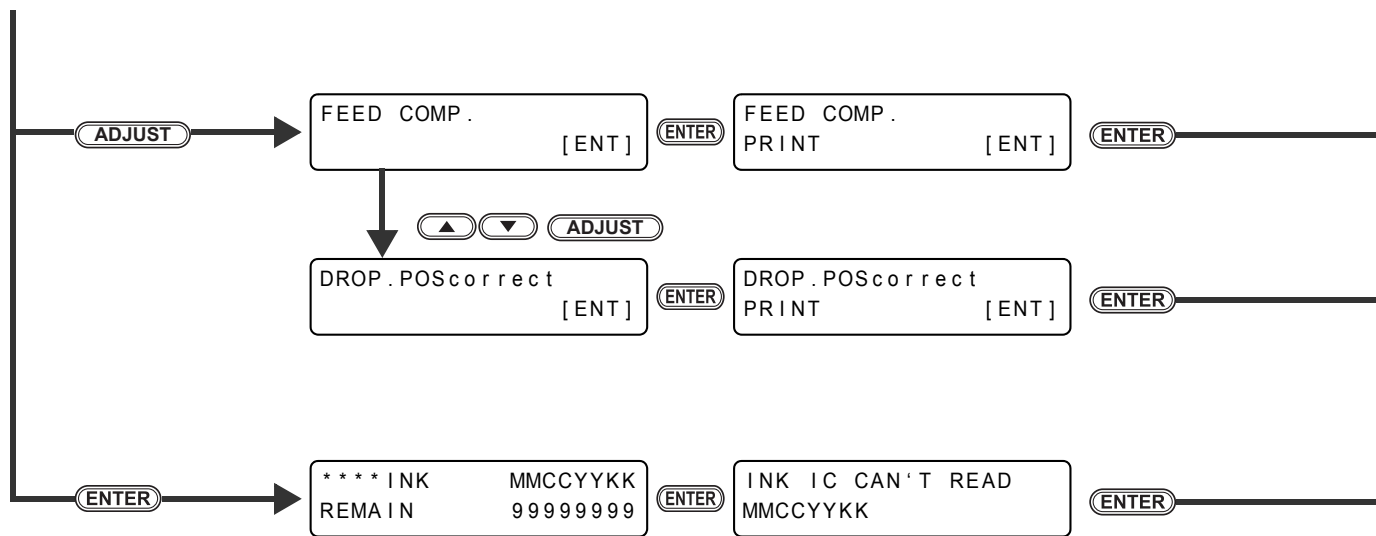 ADJUST
FEED COMP.
[ENT]
ENTER
FEED COMP.
PRINT [ENT]
ENTER
▲ ▼ ADJUST
DROP.POScorrect
[ENT]
ENTER
DROP.POScorrect
PRINT [ENT]
ENTER
ENTER
****INK MMCCYYKK
REMAIN 99999999
ENTER
INK IC CAN‘T READ
MMCCYYKK
ENTER